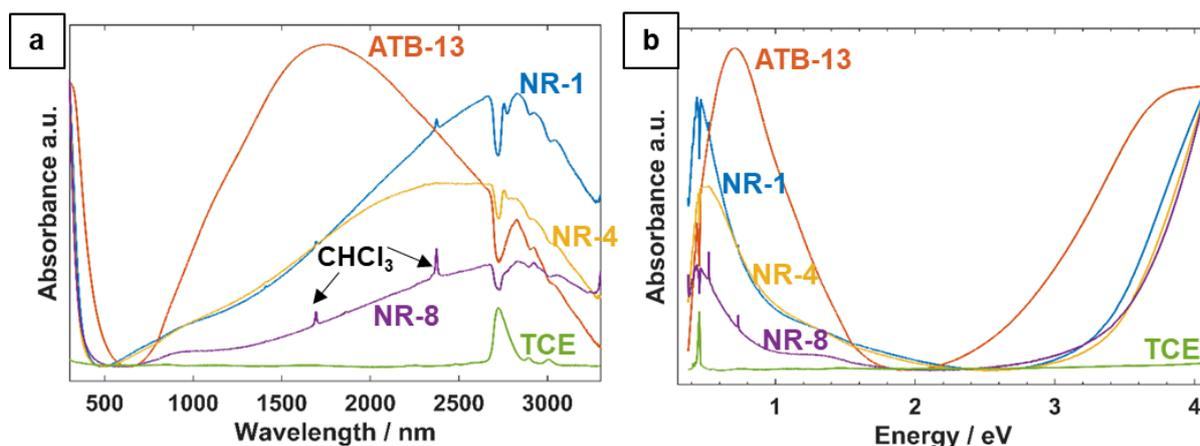 a
ATB-13
NR-1
NR-4
CHCl3
NR-8
TCE
Absorbance a.u.
500 1000 1500 2000 2500 3000
Wavelength / nm
b
ATB-13
NR-1
NR-4
NR-8
TCE
Absorbance a.u.
1 2 3 4
Energy / eV